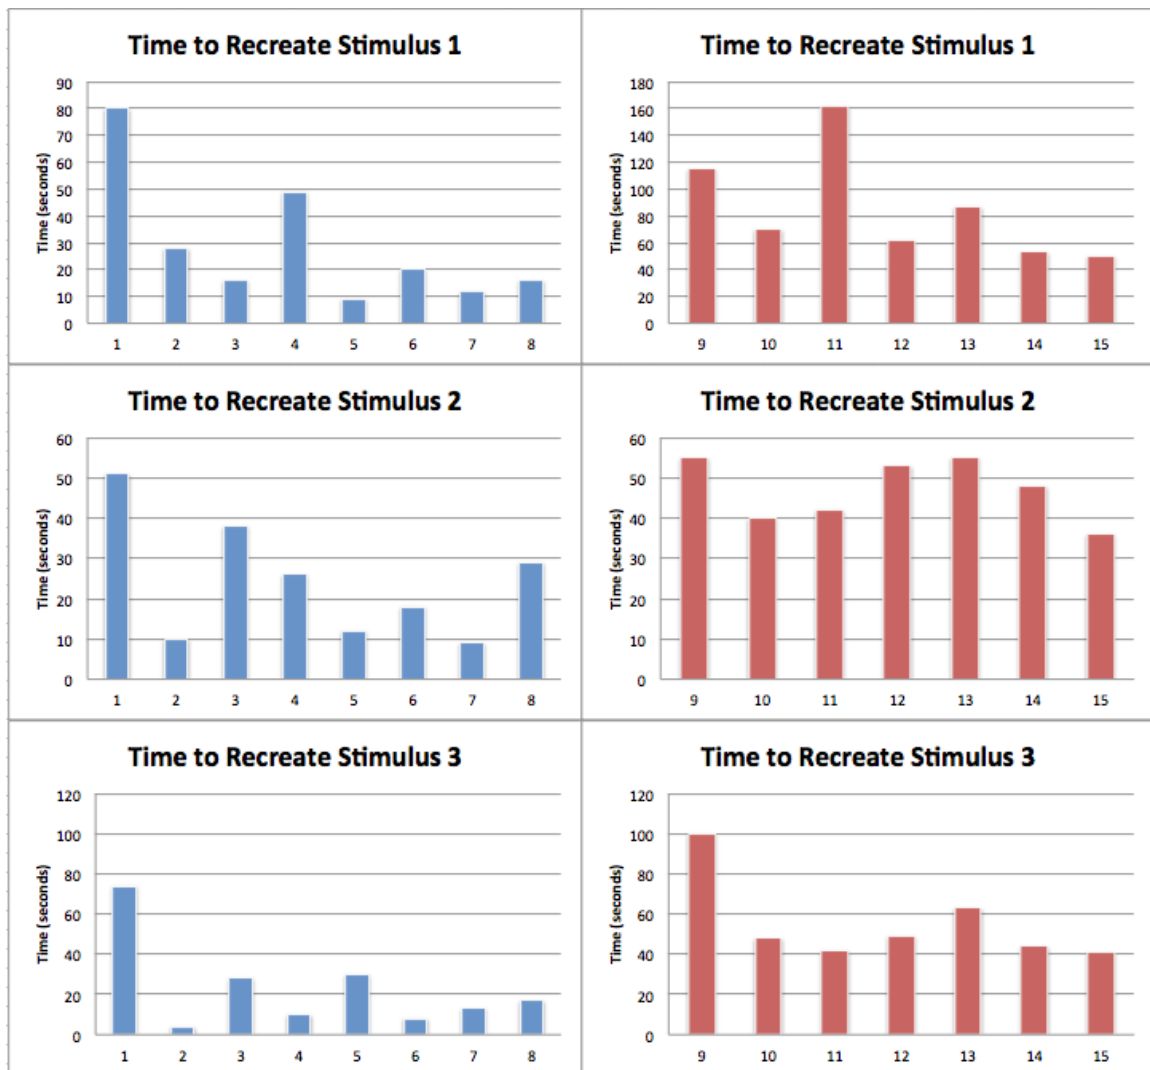 Time to Recreate Stimulus 1
Time (seconds)
90
80
70
60
50
40
30
20
10
0
1 2 3 4 5 6 7 8
Time to Recreate Stimulus 1
Time (seconds)
180
160
140
120
100
80
60
40
20
0
9 10 11 12 13 14 15
Time to Recreate Stimulus 2
Time (seconds)
60
50
40
30
20
10
0
1 2 3 4 5 6 7 8
Time to Recreate Stimulus 2
Time (seconds)
60
50
40
30
20
10
0
9 10 11 12 13 14 15
Time to Recreate Stimulus 3
Time (seconds)
120
100
80
60
40
20
0
1 2 3 4 5 6 7 8
Time to Recreate Stimulus 3
Time (seconds)
120
100
80
60
40
20
0
9 10 11 12 13 14 15